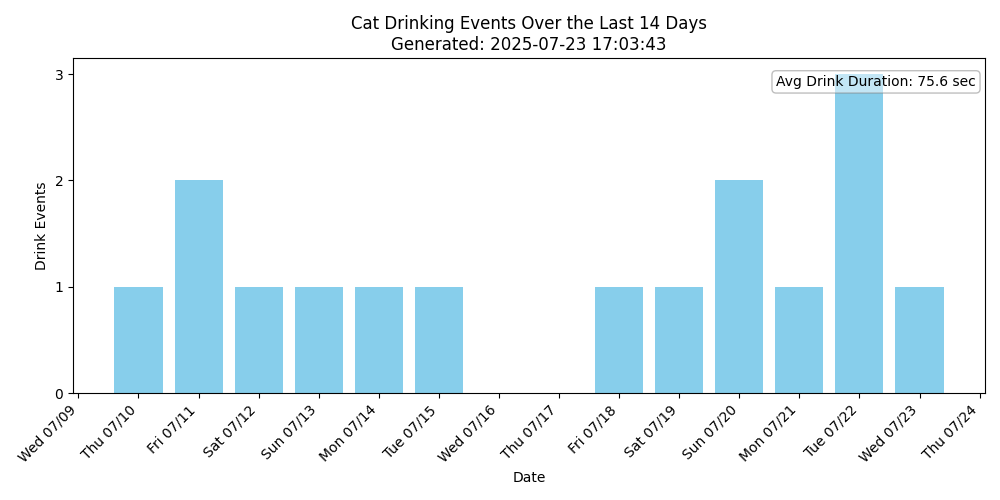 Cat Drinking Events Over the Last 14 Days
Generated: 2025-07-23 17:03:43
Avg Drink Duration: 75.6 sec
Drink Events
3
2
1
0
Wed 07/09
Thu 07/10
Fri 07/11
Sat 07/12
Sun 07/13
Mon 07/14
Tue 07/15
Wed 07/16
Thu 07/17
Fri 07/18
Sat 07/19
Sun 07/20
Mon 07/21
Tue 07/22
Wed 07/23
Thu 07/24
Date